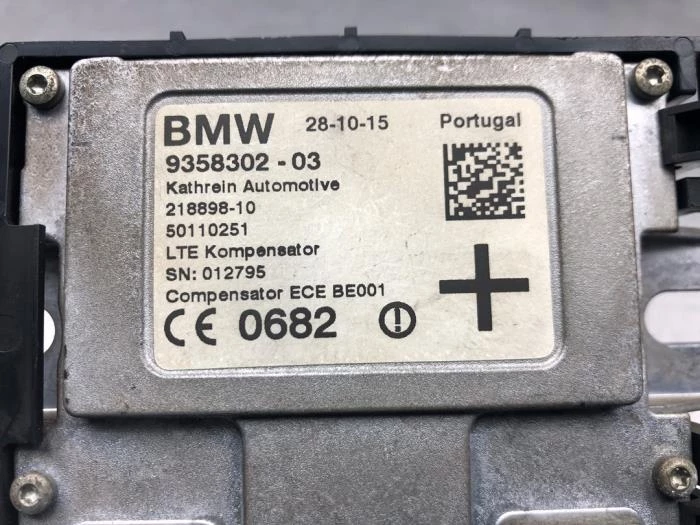 BMW 28-10-15 Portugal
9358302 - 03
Kathrein Automotive
218898-10
50110251
LTE Kompensator
SN: 012795
Compensator ECE BE001
CE 0682